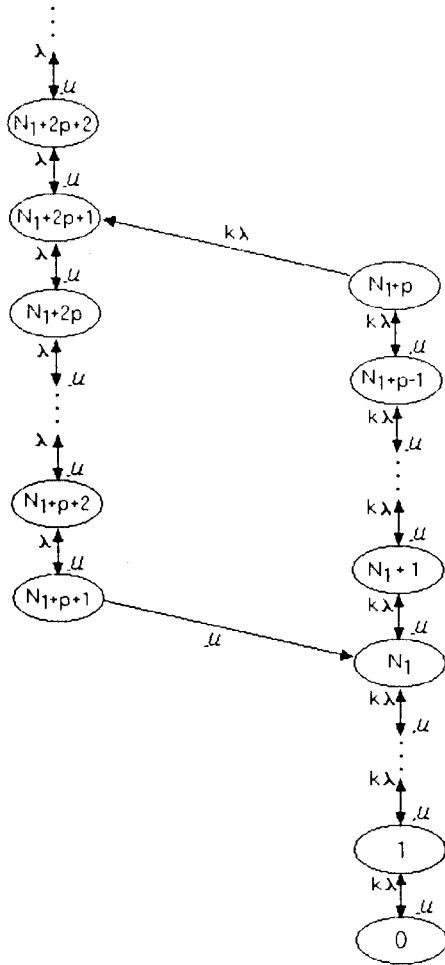 λ
μ
N₁+2p+2
λ
μ
N₁+2p+1
kλ
λ
μ
N₁+p
N₁+2p
kλ
μ
λ
μ
N₁+p-1
kλ
μ
λ
μ
N₁+p+2
kλ
μ
λ
μ
N₁+1
N₁+p+1
kλ
μ
μ
N₁
kλ
μ
kλ
μ
1
kλ
μ
0